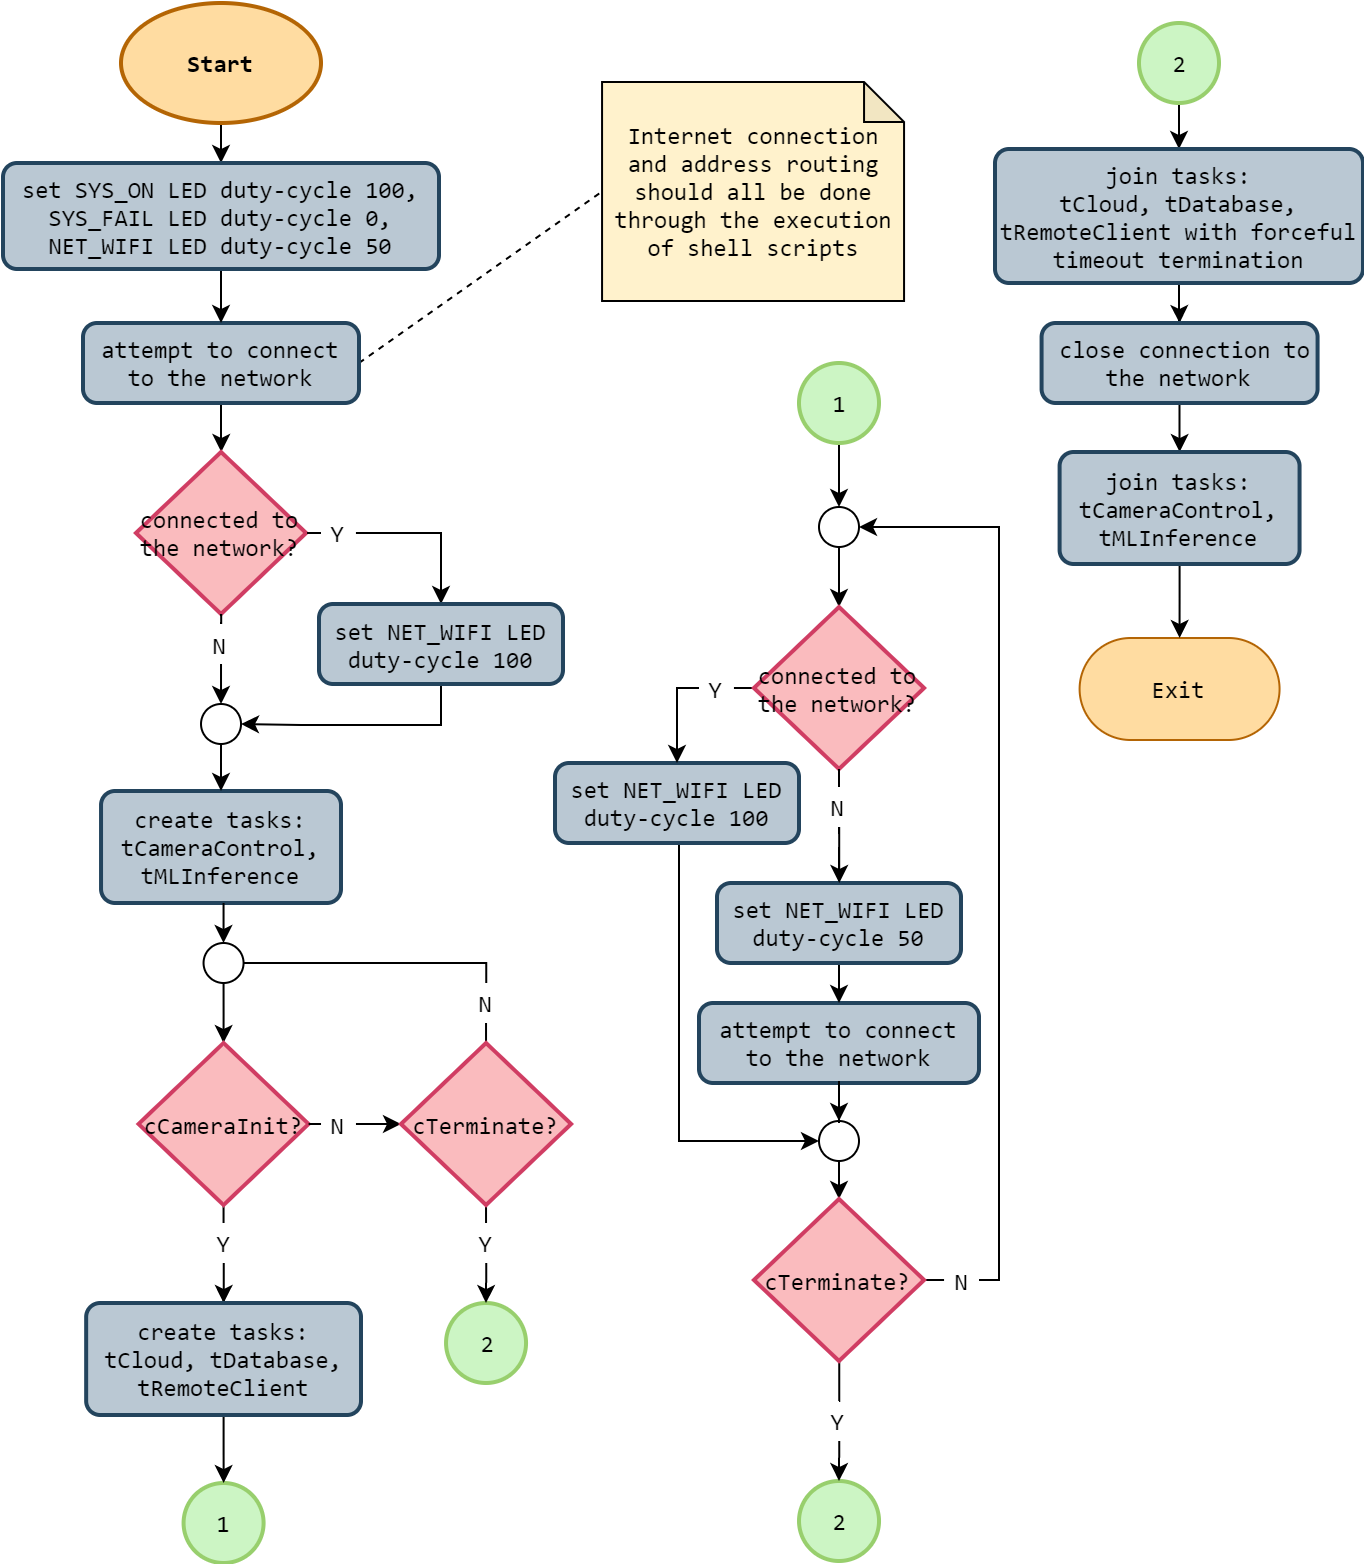 Start
set SYS_ON LED duty-cycle 100,
SYS_FAIL LED duty-cycle 0,
NET_WIFI LED duty-cycle 50
attempt to connect
to the network
Internet connection
and address routing
should all be done
through the execution
of shell scripts
connected to
the network?
Y
N
set NET_WIFI LED
duty-cycle 100
create tasks:
tCameraControl,
tMLInference
cCameraInit?
N
cTerminate?
N
Y
Y
create tasks:
tCloud, tDatabase,
tRemoteClient
2
1
1
connected to
the network?
Y
N
set NET_WIFI LED
duty-cycle 100
set NET_WIFI LED
duty-cycle 50
attempt to connect
to the network
cTerminate?
N
Y
2
2
join tasks:
tCloud, tDatabase,
tRemoteClient with forceful
timeout termination
close connection to
the network
join tasks:
tCameraControl,
tMLInference
Exit